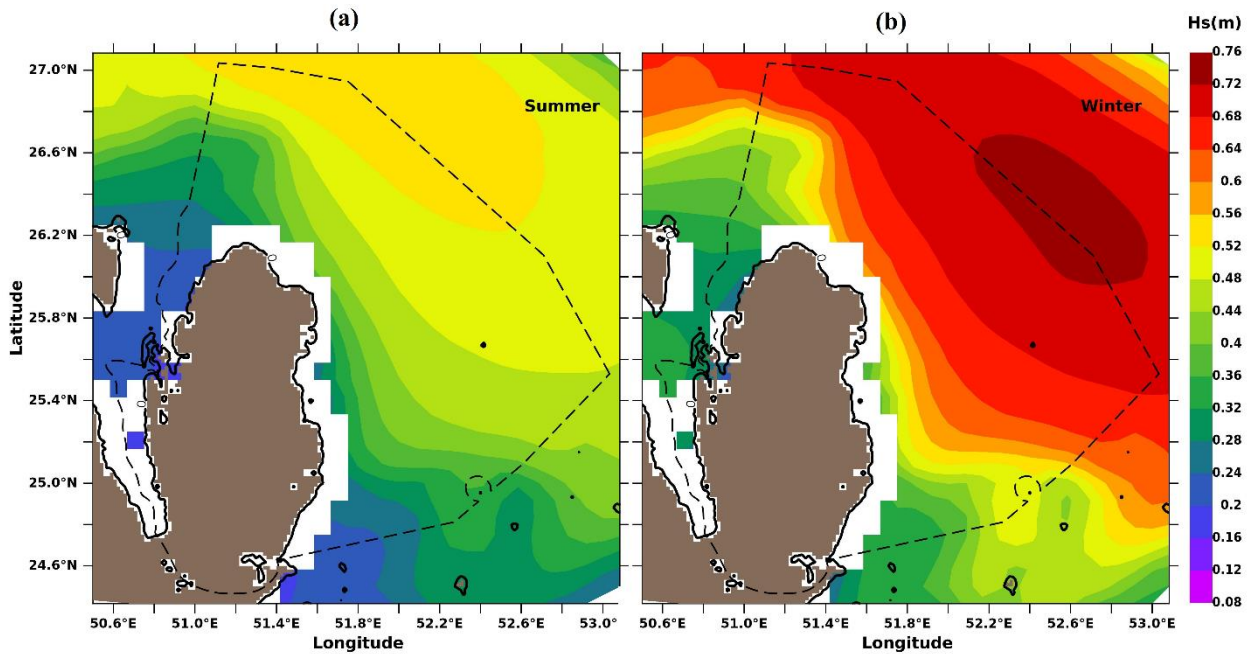 (a)
(b)
Hs(m)
Summer
Winter
27.0°N
26.6°N
26.2°N
25.8°N
25.4°N
25.0°N
24.6°N
Latitude
50.6°E 51.0°E 51.4°E 51.8°E 52.2°E 52.6°E 53.0°E
Longitude
50.6°E 51.0°E 51.4°E 51.8°E 52.2°E 52.6°E 53.0°E
Longitude
0.76
0.72
0.68
0.64
0.6
0.56
0.52
0.48
0.44
0.4
0.36
0.32
0.28
0.24
0.2
0.16
0.12
0.08